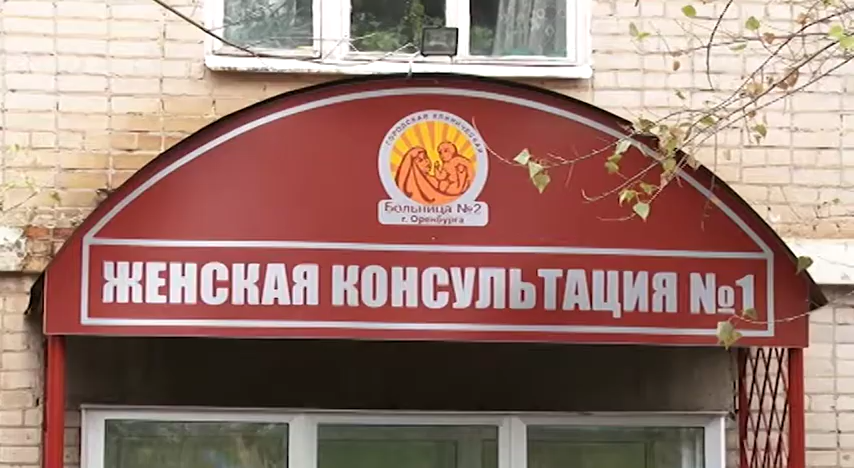 ГОРОДСКАЯ КЛИНИЧЕСКАЯ
Больница №2
г. Оренбурга
ЖЕНСКАЯ КОНСУЛЬТАЦИЯ №1